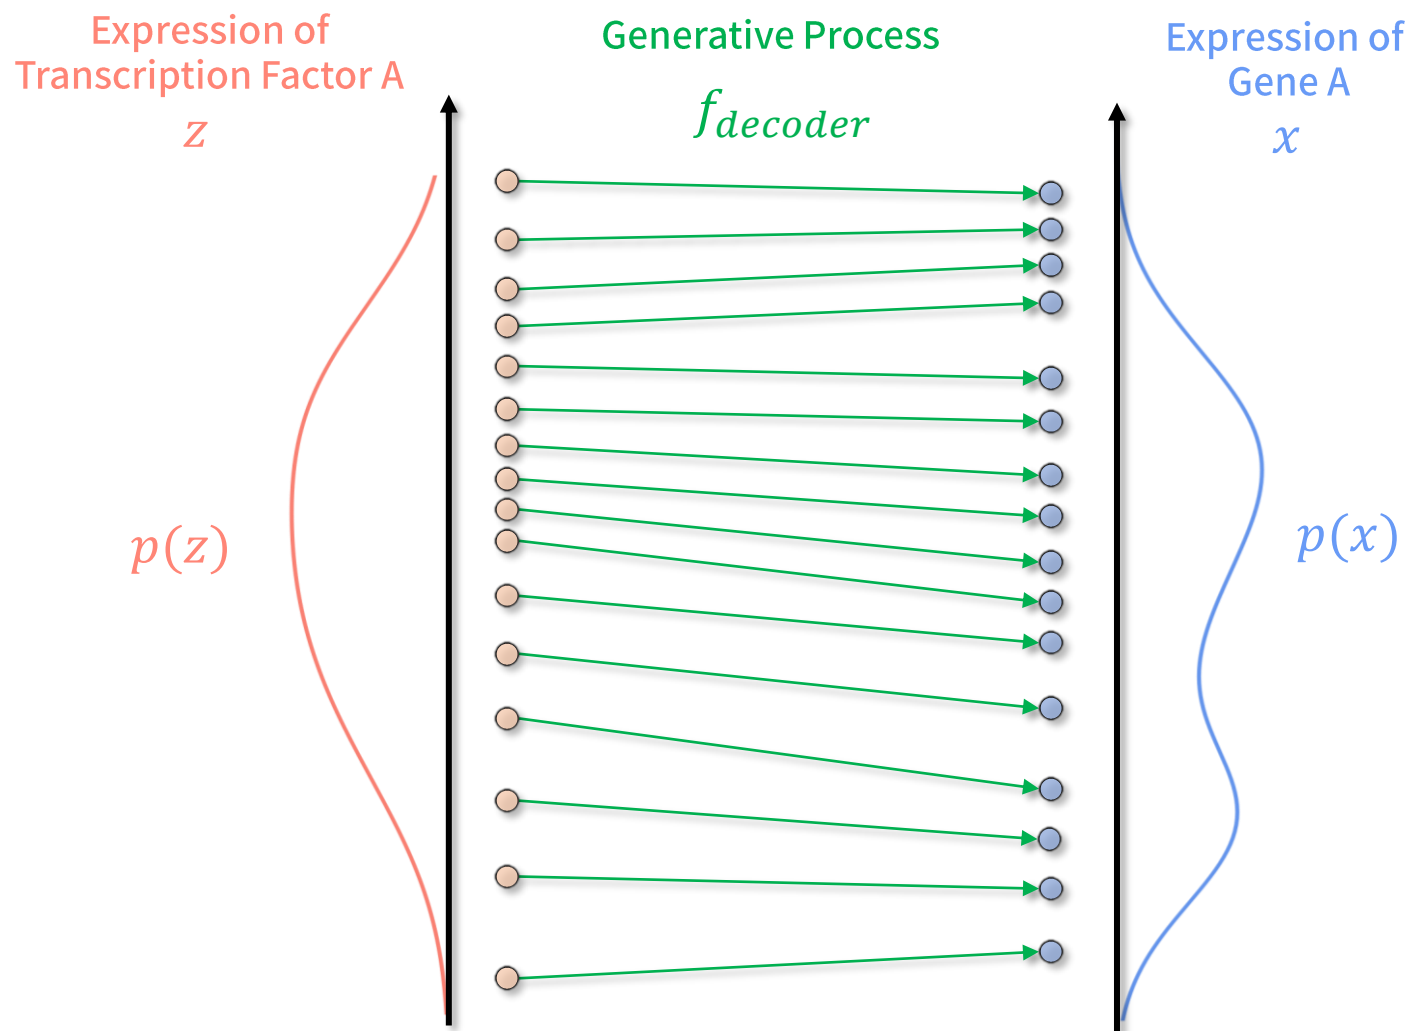 Expression of
Transcription Factor A
z
Generative Process
f_decoder
Expression of
Gene A
x
p(z)
p(x)